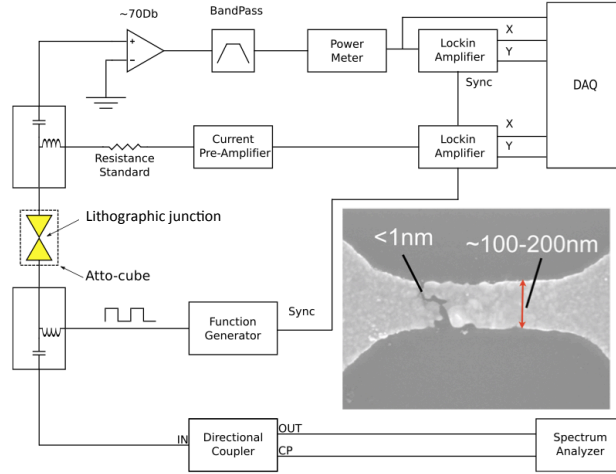 ~70Db
BandPass
Power
Meter
Lockin
Amplifier
X
Y
DAQ
Sync
Resistance
Standard
Current
Pre-Amplifier
Lockin
Amplifier
X
Y
Lithographic junction
Atto-cube
<1nm
~100-200nm
Function
Generator
Sync
IN
Directional
Coupler
OUT
CP
Spectrum
Analyzer